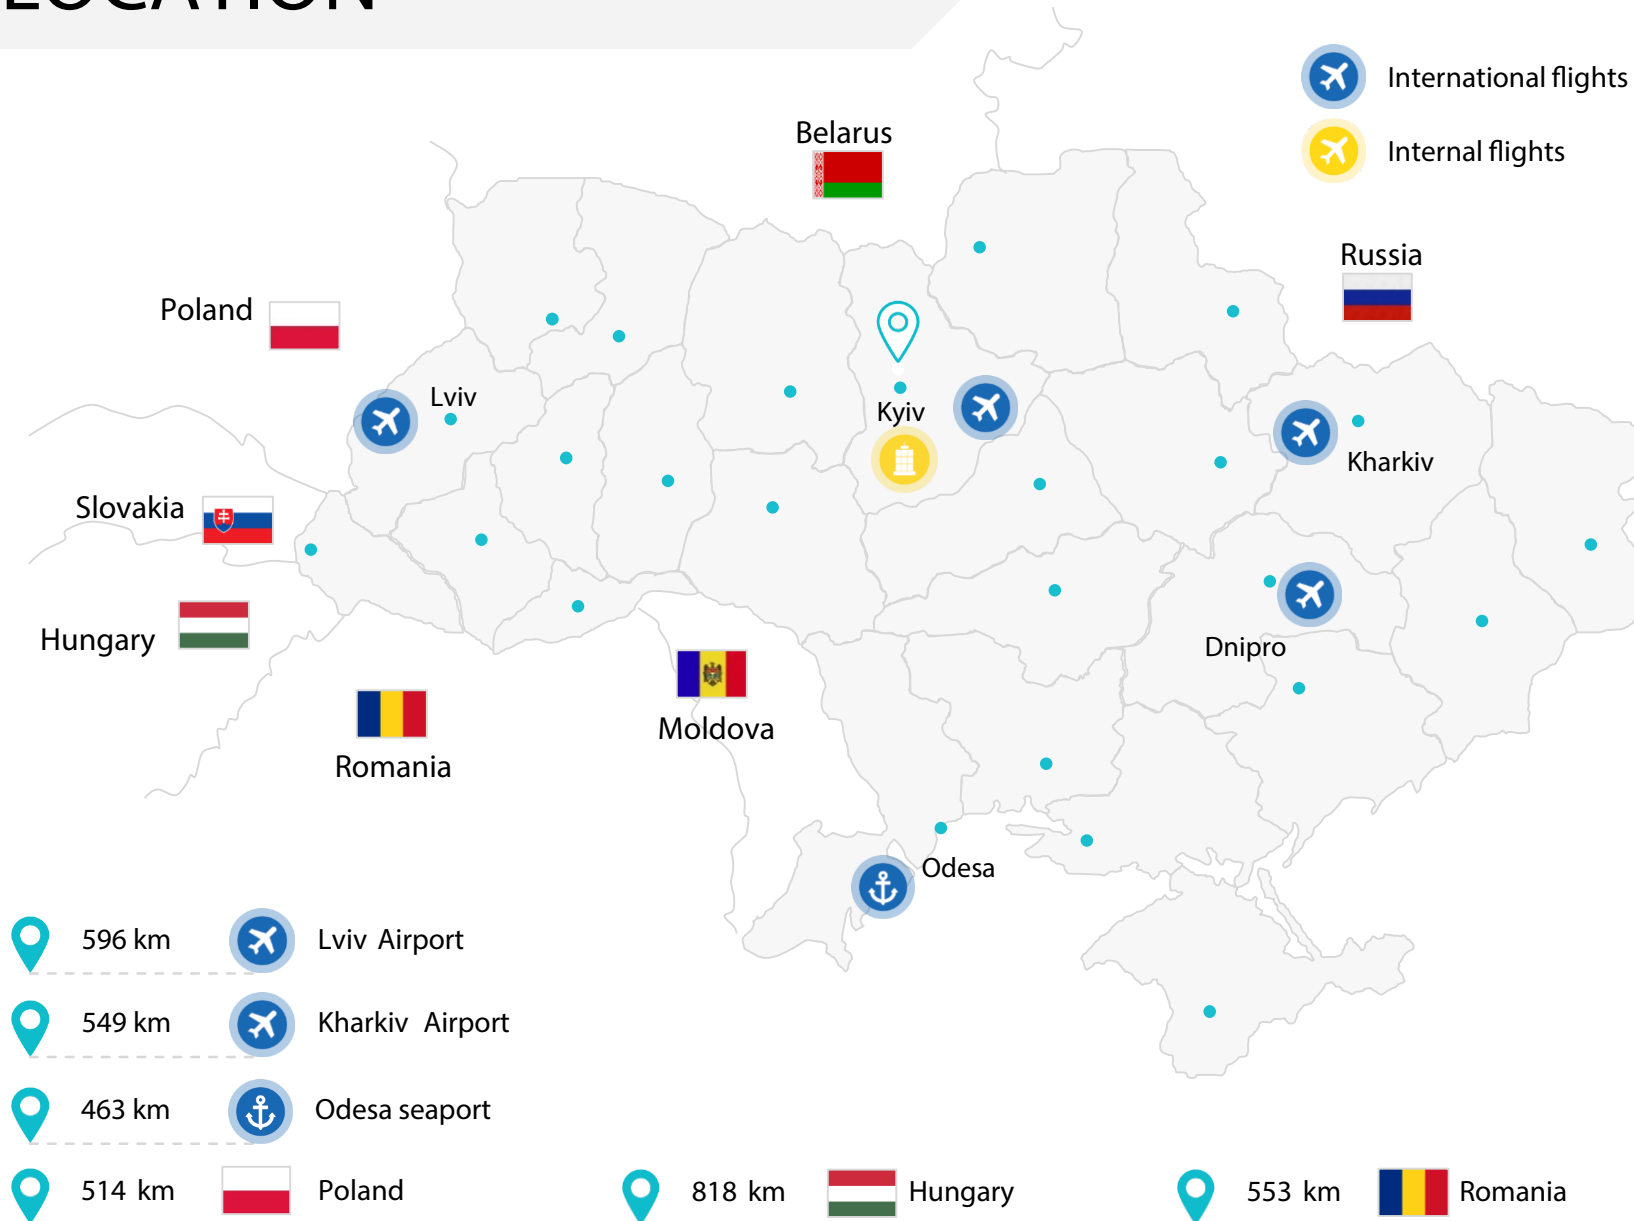 LOCATION
International flights
Internal flights
Belarus
Russia
Poland
Lviv
Kyiv
Kharkiv
Slovakia
Hungary
Dnipro
Moldova
Romania
Odesa
596 km Lviv Airport
549 km Kharkiv Airport
463 km Odesa seaport
514 km Poland
818 km Hungary
553 km Romania